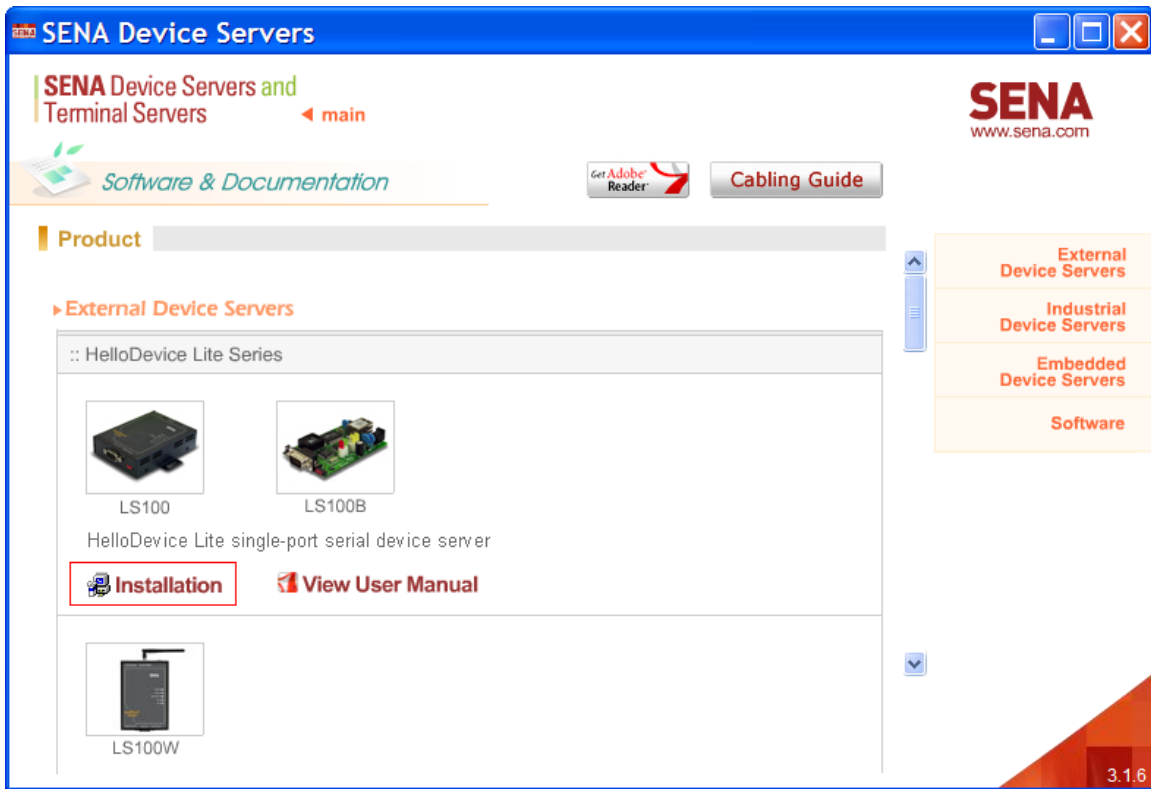 SENA Device Servers
SENA Device Servers and
Terminal Servers
main
SENA
www.sena.com
Software & Documentation
Get Adobe®
Reader®
Cabling Guide
Product
External
Device Servers
Industrial
Device Servers
Embedded
Device Servers
Software
External Device Servers
:: HelloDevice Lite Series
LS100
LS100B
HelloDevice Lite single-port serial device server
Installation
View User Manual
LS100W
3.1.6